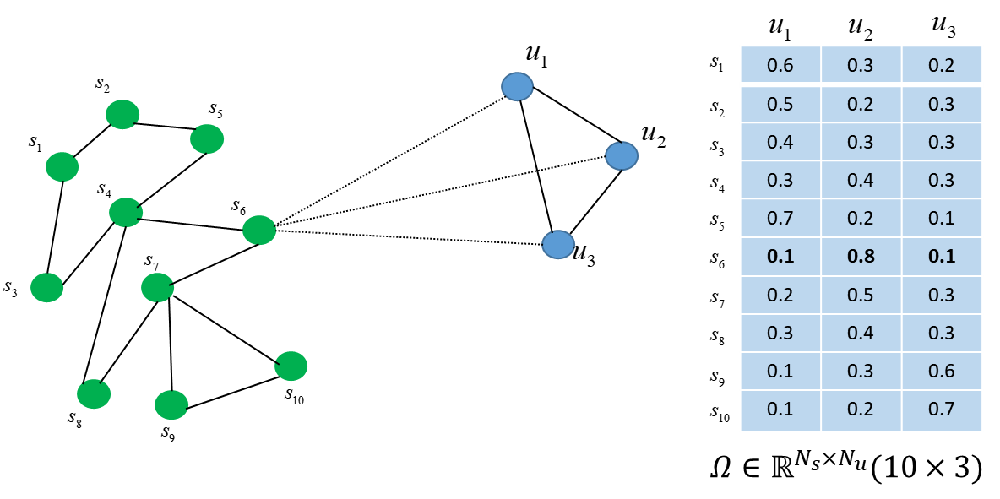 s₂
s₅
s₁
s₄
s₆
s₃
s₇
s₈
s₉
s₁₀
u₁
u₂
u₃
u₁ u₂ u₃
s₁ 0.6 0.3 0.2
s₂ 0.5 0.2 0.3
s₃ 0.4 0.3 0.3
s₄ 0.3 0.4 0.3
s₅ 0.7 0.2 0.1
s₆ 0.1 0.8 0.1
s₇ 0.2 0.5 0.3
s₈ 0.3 0.4 0.3
s₉ 0.1 0.3 0.6
s₁₀ 0.1 0.2 0.7
Ω ∈ ℝ^{N_s×N_u}(10 × 3)